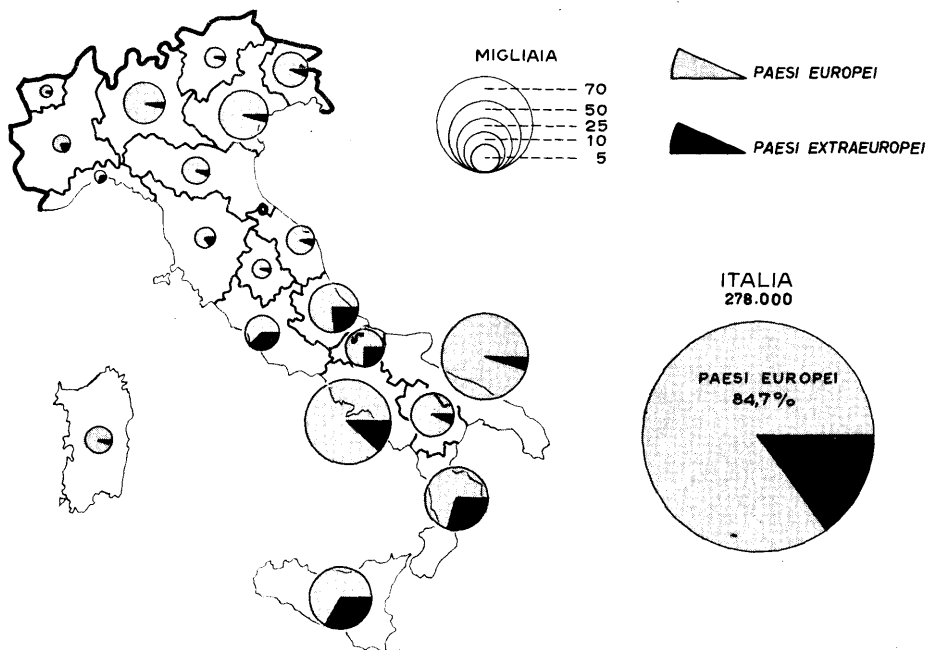 MIGLIAIA
70
50
25
10
5
PAESI EUROPEI
PAESI EXTRAEUROPEI
ITALIA
278.000
PAESI EUROPEI
84,7%